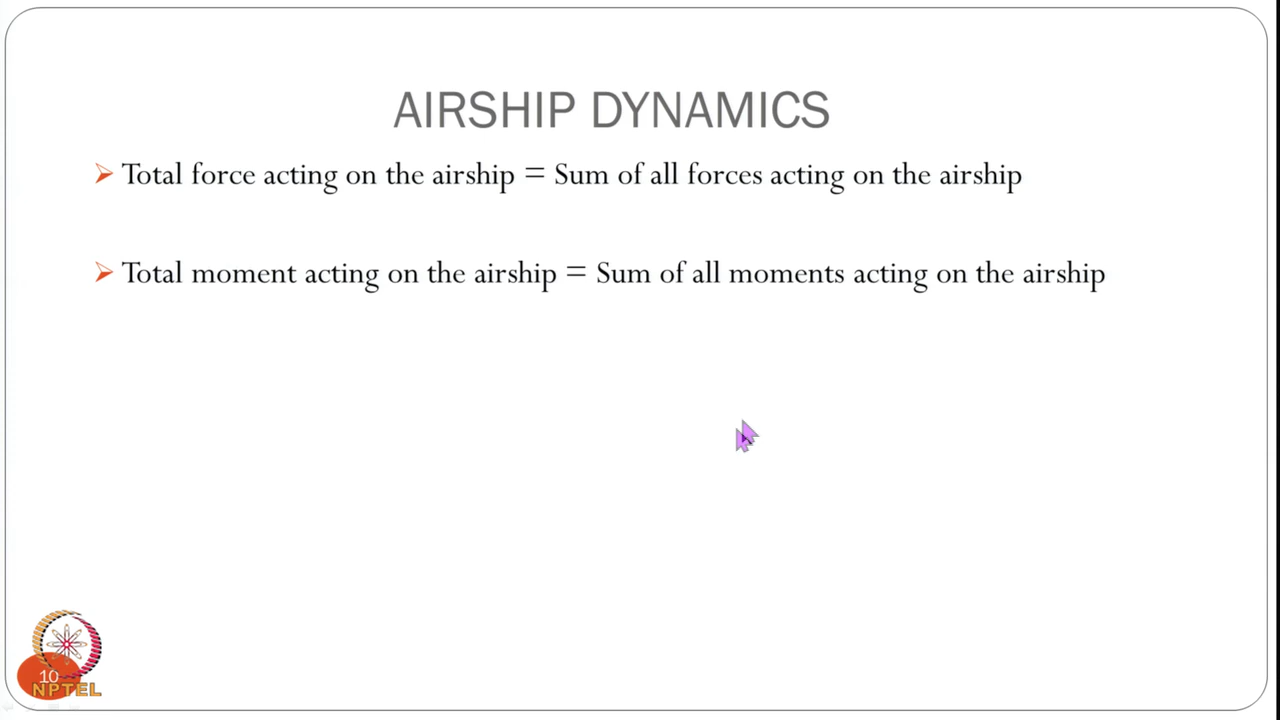 AIRSHIP DYNAMICS
Total force acting on the airship = Sum of all forces acting on the airship
Total moment acting on the airship = Sum of all moments acting on the airship
10
NPTEL